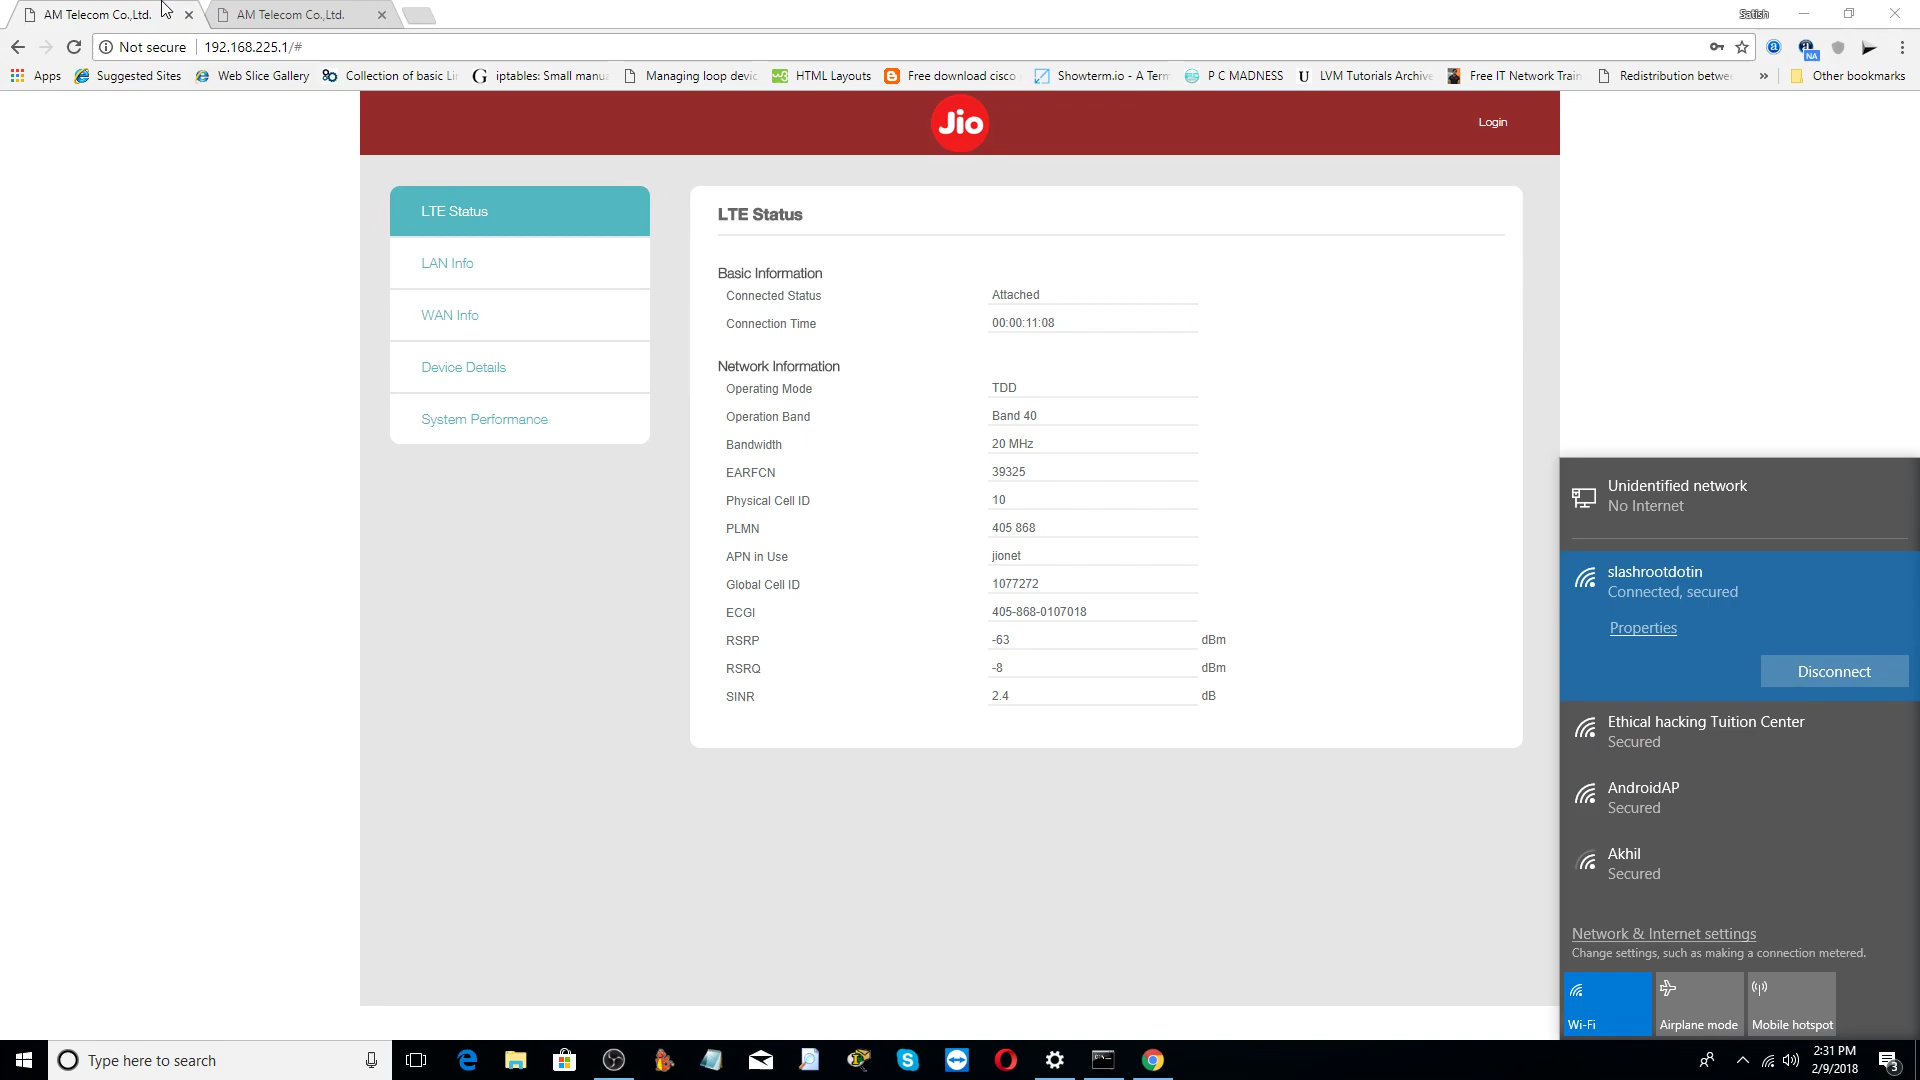 AM Telecom Co.,Ltd.
AM Telecom Co.,Ltd.
Satish
Not secure
192.168.225.1/#
Apps
Suggested Sites
Web Slice Gallery
Collection of basic Li
G iptables: Small manu
Managing loop devic
HTML Layouts
Free download cisco
Showterm.io - A Term
P C MADNESS
U LVM Tutorials Archive
Free IT Network Train
Redistribution betwe
»
Other bookmarks
Jio
Login
LTE Status
LAN Info
WAN Info
Device Details
System Performance
LTE Status
Basic Information
Connected Status Attached
Connection Time 00:00:11:08
Network Information
Operating Mode TDD
Operation Band Band 40
Bandwidth 20 MHz
EARFCN 39325
Physical Cell ID 10
PLMN 405 868
APN in Use jionet
Global Cell ID 1077272
ECGI 405-868-0107018
RSRP -63 dBm
RSRQ -8 dBm
SINR 2.4 dB
Unidentified network
No Internet
slashrootdotin
Connected, secured
Properties
Disconnect
Ethical hacking Tuition Center
Secured
AndroidAP
Secured
Akhil
Secured
Network & Internet settings
Change settings, such as making a connection metered.
Wi-Fi
Airplane mode
Mobile hotspot
Type here to search
2:31 PM
2/9/2018
3